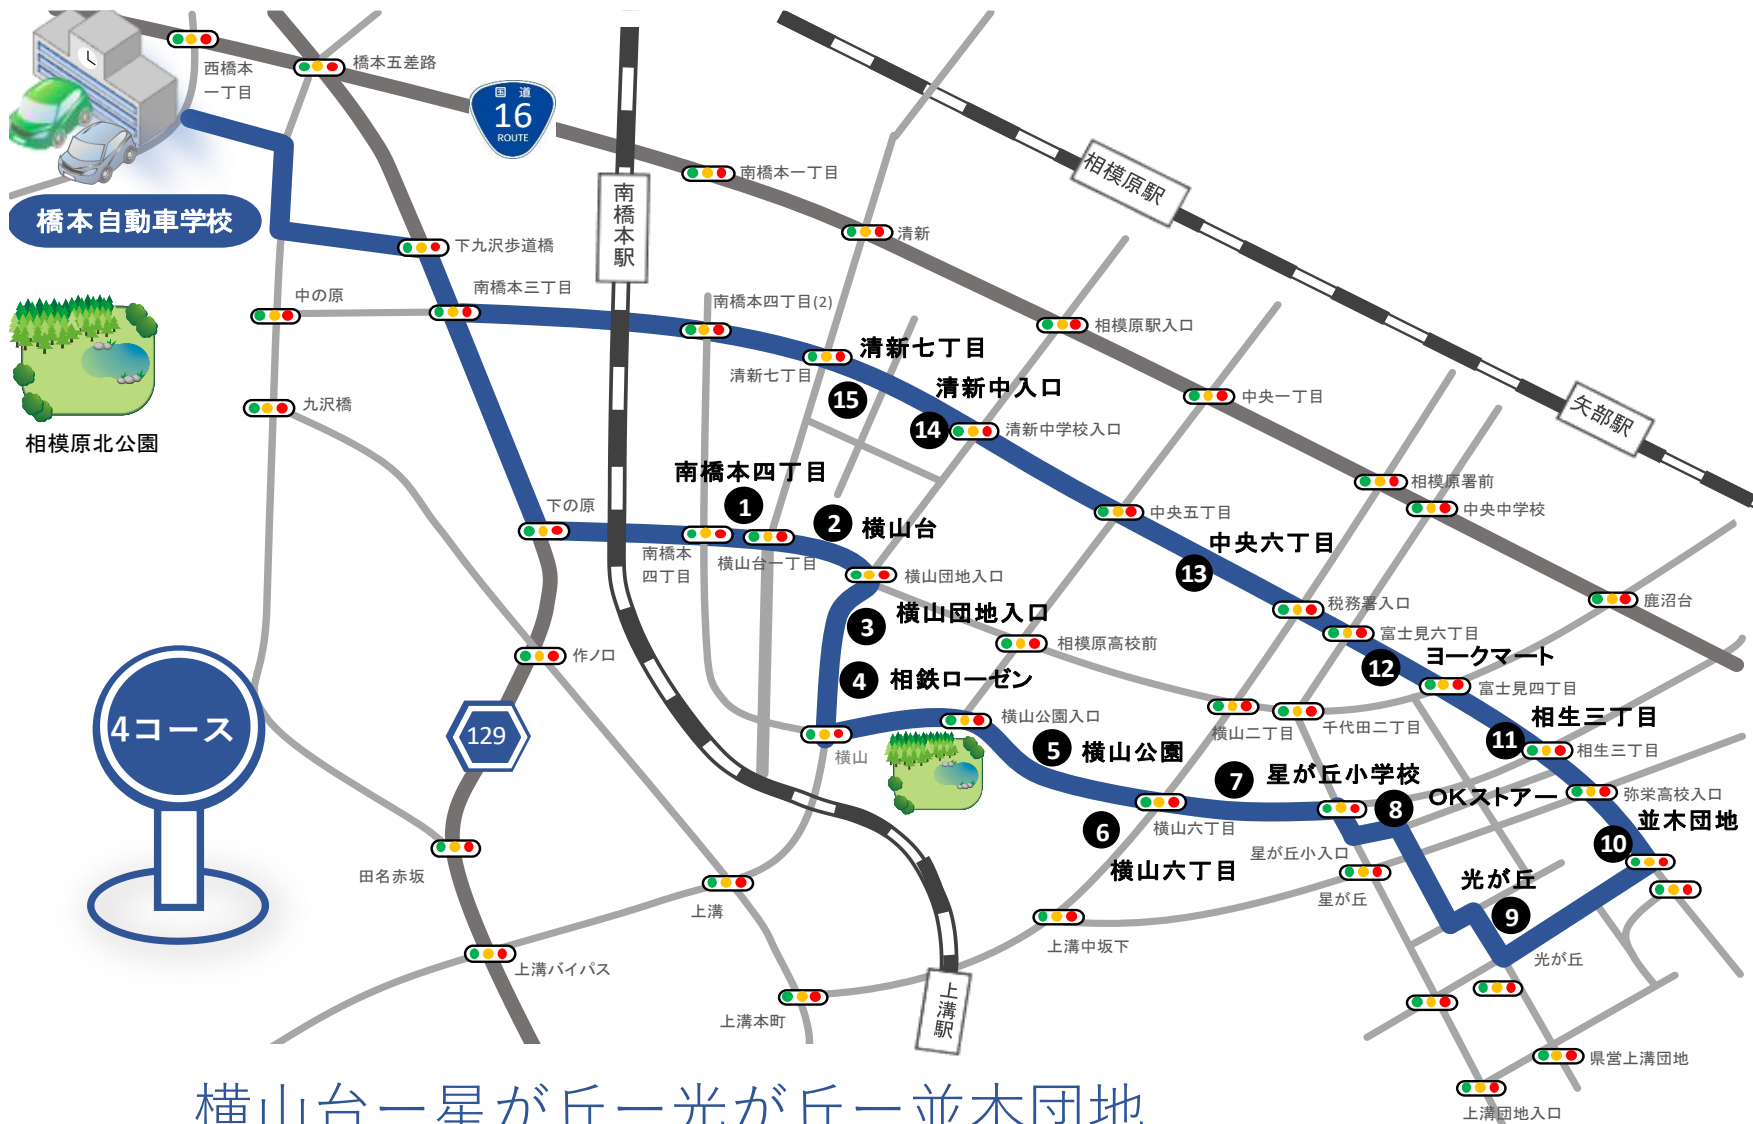 西橋本
一丁目
橋本五差路
国 道
16
ROUTE
南橋本一丁目
相模原駅
南橋本駅
橋本自動車学校
下九沢歩道橋
清新
中の原
南橋本三丁目
南橋本四丁目(2)
相模原駅入口
清新七丁目
清新七丁目
15
清新中入口
14
清新中学校入口
中央一丁目
矢部駅
九沢橋
相模原北公園
南橋本四丁目
1
2
横山台
下の原
南橋本
四丁目
横山台一丁目
横山団地入口
中央五丁目
中央六丁目
13
相模原署前
中央中学校
3
横山団地入口
相模原高校前
税務署入口
富士見六丁目
鹿沼台
作ノ口
4
相鉄ローゼン
12
ヨークマート
富士見四丁目
4コース
129
横山
横山公園入口
5
横山公園
横山二丁目
千代田二丁目
11
相生三丁目
相生三丁目
7
星が丘小学校
8
OKストアー
弥栄高校入口
6
横山六丁目
横山六丁目
星が丘小入口
10
並木団地
田名赤坂
上溝
星が丘
光が丘
9
上溝中坂下
光が丘
上溝バイパス
上溝本町
上溝駅
県営上溝団地
上溝団地入口
横山台ー星が丘ー光が丘ー並木団地